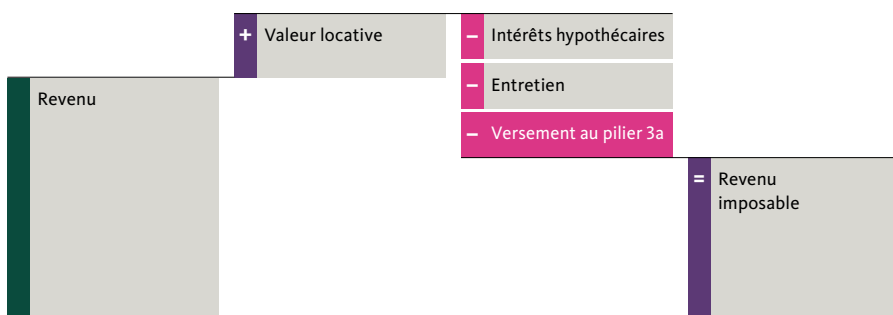 + Valeur locative
– Intérêts hypothécaires
– Entretien
Revenu
– Versement au pilier 3a
= Revenu
imposable